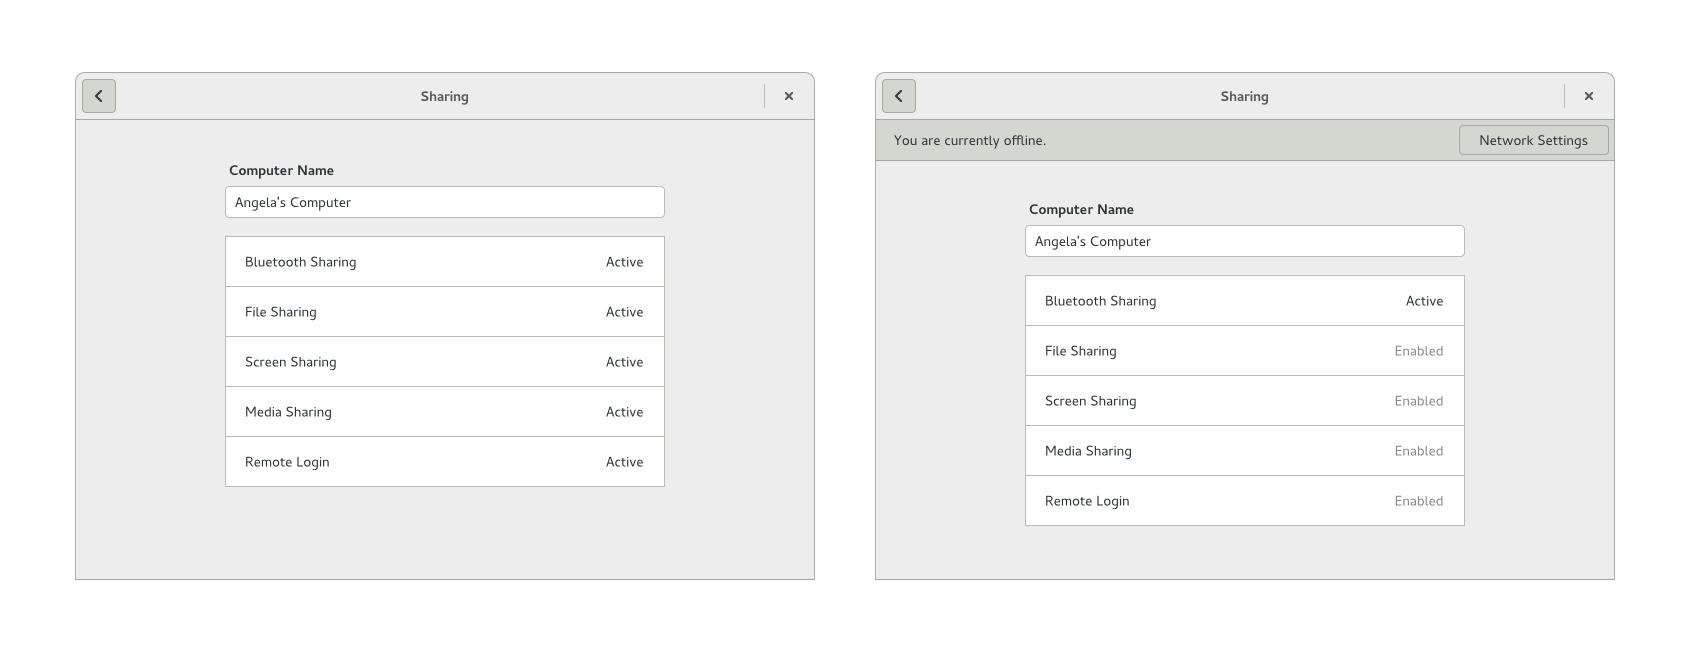 Sharing
Computer Name
Angela's Computer
Bluetooth Sharing Active
File Sharing Active
Screen Sharing Active
Media Sharing Active
Remote Login Active
Sharing
You are currently offline. Network Settings
Computer Name
Angela's Computer
Bluetooth Sharing Active
File Sharing Enabled
Screen Sharing Enabled
Media Sharing Enabled
Remote Login Enabled